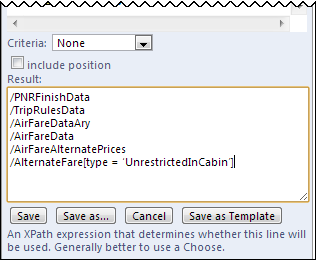 Criteria: None
include position
Result:
/PNRFinishData
/TripRulesData
/AirFareDataAry
/AirFareData
/AirFareAlternatePrices
/AlternateFare[type = 'UnrestrictedInCabin']
Save Save as... Cancel Save as Template
An XPath expression that determines whether this line will
be used. Generally better to use a Choose.